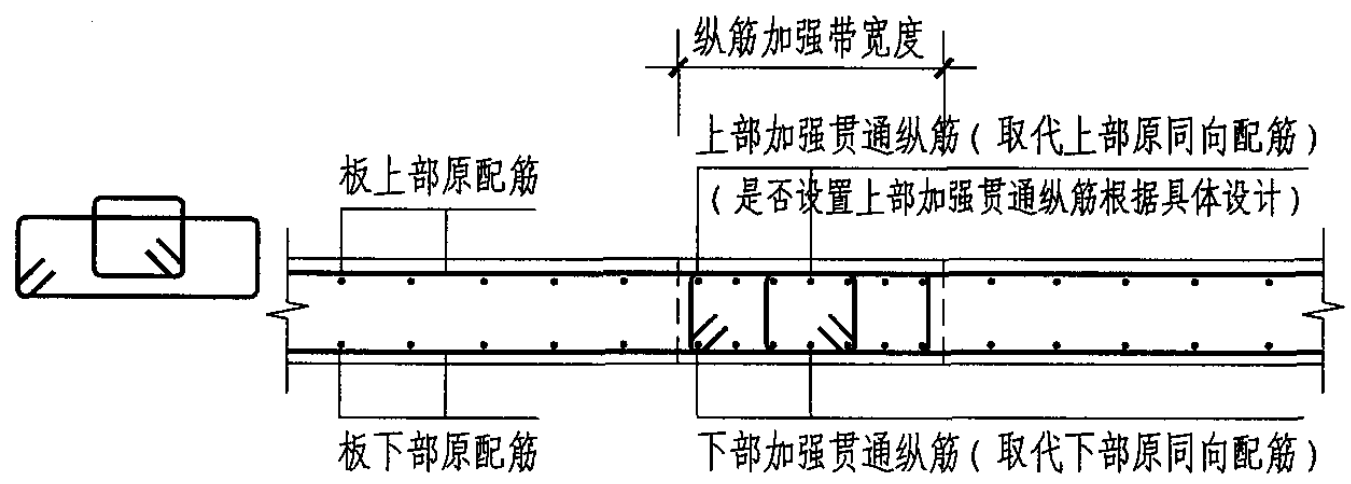 纵筋加强带宽度
上部加强贯通纵筋（取代上部原同向配筋）
板上部原配筋
（是否设置上部加强贯通纵筋根据具体设计）
板下部原配筋
下部加强贯通纵筋（取代下部原同向配筋）